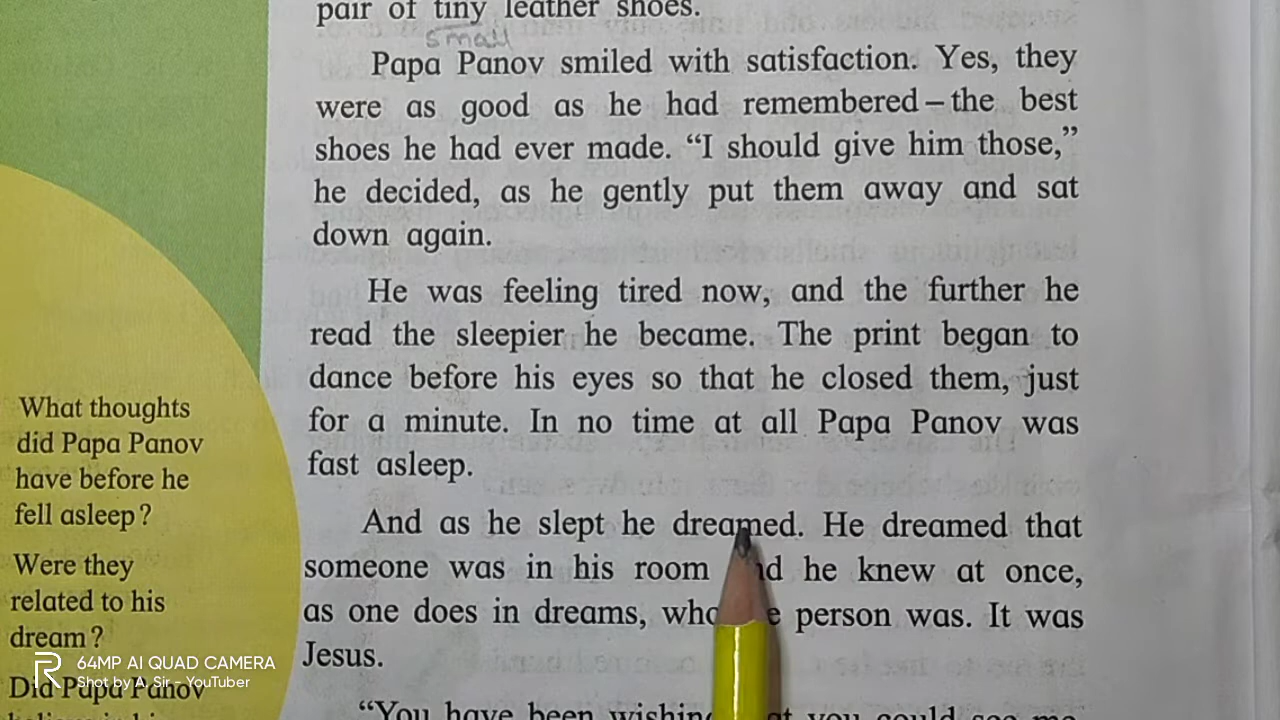 pair of tiny leather shoes.
small
Papa Panov smiled with satisfaction. Yes, they
were as good as he had remembered – the best
shoes he had ever made. “I should give him those,”
he decided, as he gently put them away and sat
down again.
He was feeling tired now, and the further he
read the sleepier he became. The print began to
dance before his eyes so that he closed them, just
for a minute. In no time at all Papa Panov was
fast asleep.
And as he slept he dreamed. He dreamed that
someone was in his room he knew at once,
as one does in dreams, person was. It was
Jesus.
“You have been wishing you could see me
What thoughts
did Papa Panov
have before he
fell asleep?
Were they
related to his
dream?
Did Papa Panov
64MP AI QUAD CAMERA
Shot by A. Sir - YouTuber